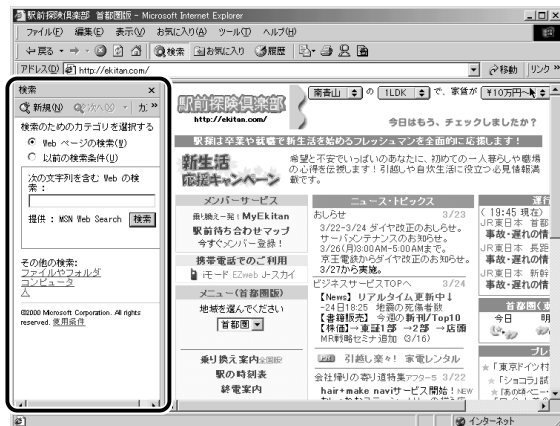 駅前探険倶楽部 首都圏版 - Microsoft Internet Explorer
ファイル(F) 編集(E) 表示(V) お気に入り(A) ツール(T) ヘルプ(H)
戻る 検索 お気に入り 履歴
アドレス(D) http://ekitan.com/ 移動 リンク »
検索
新規(N) 次へ(X) カ: »
検索のためのカテゴリを選択する
Web ページの検索(E)
以前の検索条件(U)
次の文字列を含む Web の検
索:
提供: MSN Web Search 検索
その他の検索:
ファイルやフォルダ
コンピュータ
人
©2000 Microsoft Corporation. All rights
reserved. 使用条件
駅前探険倶楽部
http://ekitan.com/
南青山 の 1LDK で、家賃が ¥10万円~
今日はもう、チェックしましたか?
駅探は卒業や就職で新生活を始めるフレッシュマンを全面的に応援します!
新生活
応援キャンペーン
希望と不安でいっぱいのあなたに、初めての一人暮らしや職場
の心得を伝授します!引越しや自炊生活に役立つ必見情報満
載です。
メンバーサービス
乗り換え一発!MyEkitan
駅前待ち合わせマップ
今すぐメンバー登録!
携帯電話でのご利用
iモード EZweb J-スカイ
メニュー(首都圏版)
地域を選んでください
首都圏
乗り換え案内全国版
駅の時刻表
終電案内
ニュース・トピックス
おしらせ 3/23
3/22-3/24 ダイヤ改正のおしらせ。
サーバメンテナンスのお知らせ。
3/26(月)3:00AM-5:00AMまで。
京王電鉄からダイヤ改正のお知らせ。
3/27から実施。
ビジネスサービスTOPへ 3/24
【News】リアルタイム更新中↓
-24日18:25 地震の死傷者数
【書籍販売】今週の新刊/Top10
【株価】→東証1部 →2部 →店頭
MR戦略セミナ追加 (3/16)
引越し楽々!家電レンタル
会社帰りの寄り道特集アフター5 3/22
hair+make naviサービス開始!NEW
運行
(19:45 現在)
JR東日本 首都
事故・遅れの情
JR東日本 長距
事故・遅れの情
JR東日本 新幹
事故・遅れの情
首都圏(東
今日 明
プレ
「東京ドイツ村
「ショコラ」試
インターネット